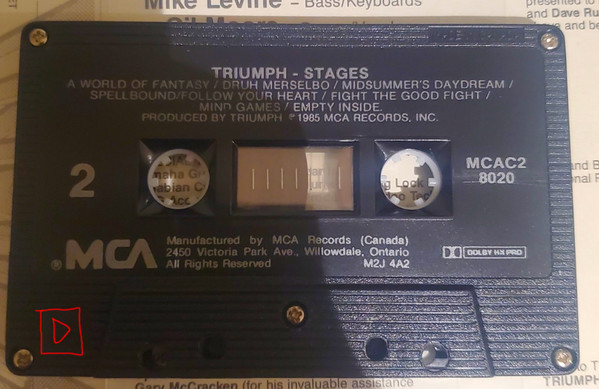 Mike Levine – Bass/Keyboards
presented to
and Dave Ru
TRIUMPH - STAGES
A WORLD OF FANTASY / DRUH MERSELBO / MIDSUMMER'S DAYDREAM /
SPELLBOUND/FOLLOW YOUR HEART / FIGHT THE GOOD FIGHT /
MIND GAMES / EMPTY INSIDE.
PRODUCED BY TRIUMPH ℗1985 MCA RECORDS, INC.
2
MCAC2
8020
g Look
®MCA
Manufactured by MCA Records (Canada)
2450 Victoria Park Ave., Willowdale, Ontario
All Rights Reserved M2J 4A2
DOLBY HX PRO
D
TRIUMPH
Gary McCracken (for his invaluable assistance